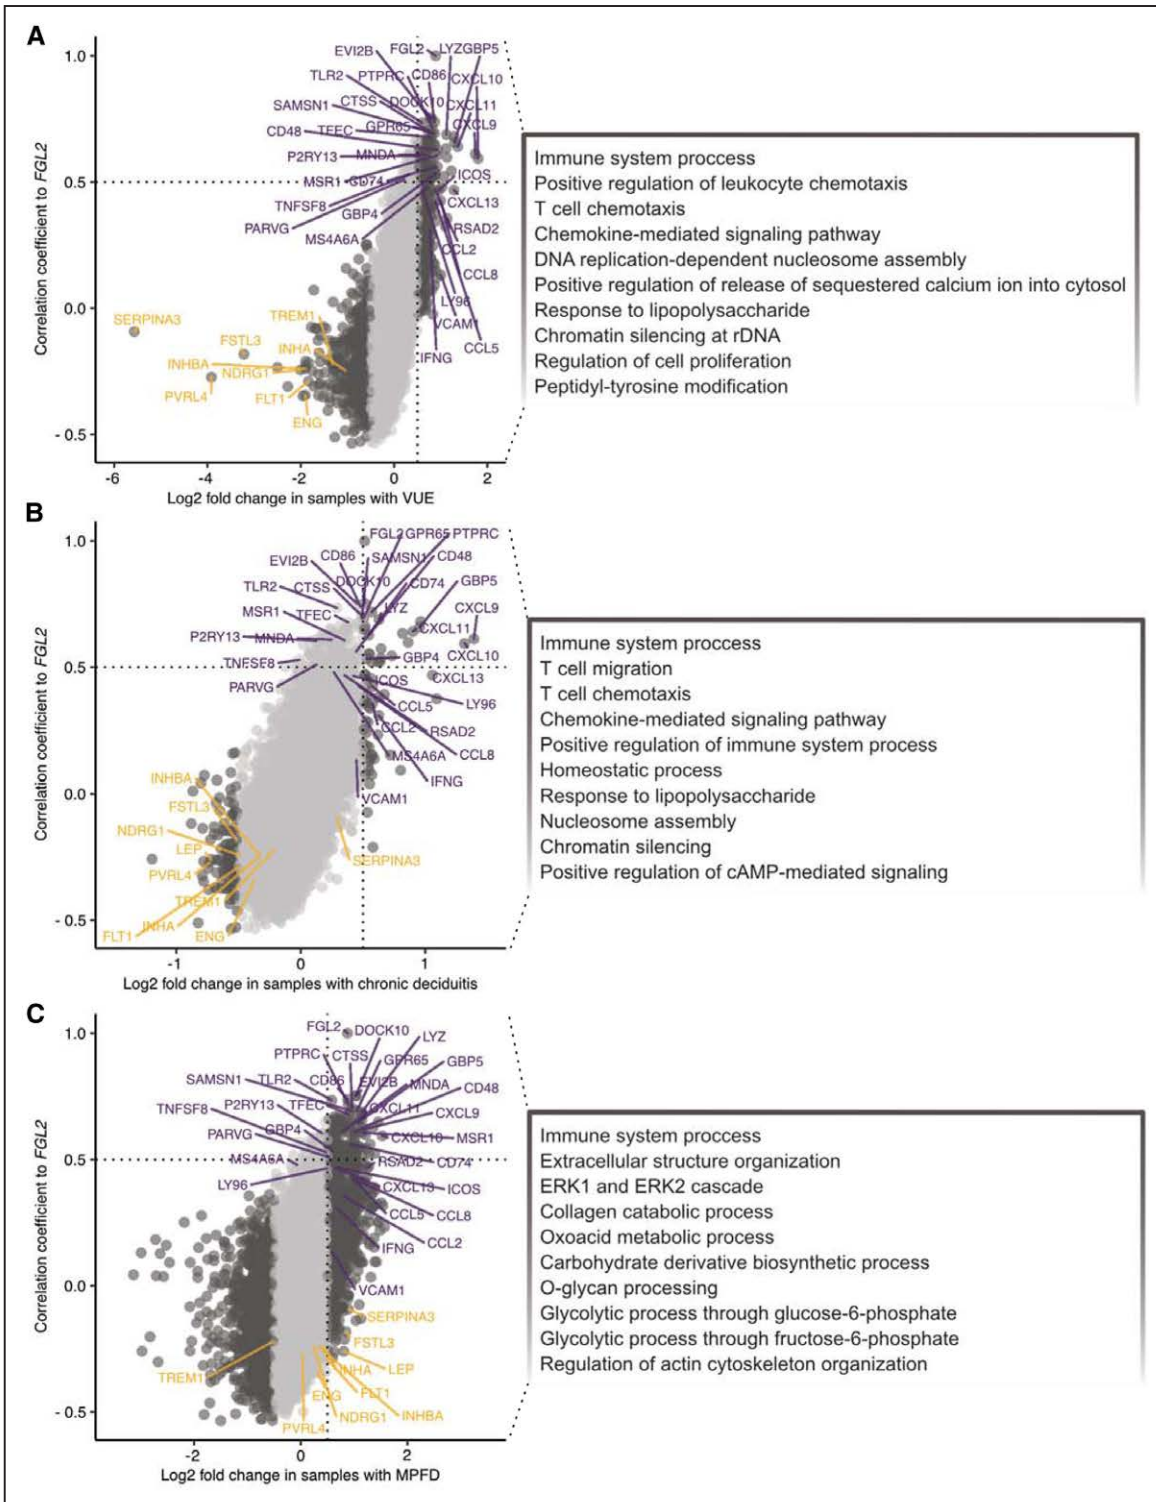 A
Correlation coefficient to FGL2
1.0
0.5
0.0
- 0.5
-6
-4
-2
0
2
Log2 fold change in samples with VUE
EVI2B
FGL2
LYZ
GBP5
TLR2
PTPRC
CD86
CXCL10
SAMSN1
CTSS
DOCK10
CXCL11
CD48
TFEC
GPR65
CXCL9
P2RY13
MNDA
MSR1
CD74
ICOS
TNFSF8
GBP4
CXCL13
PARVG
MS4A6A
RSAD2
CCL2
CCL8
LY96
VCAM1
IFNG
CCL5
SERPINA3
TREM1
FSTL3
INHA
INHBA
NDRG1
PVRL4
FLT1
ENG
Immune system proccess
Positive regulation of leukocyte chemotaxis
T cell chemotaxis
Chemokine-mediated signaling pathway
DNA replication-dependent nucleosome assembly
Positive regulation of release of sequestered calcium ion into cytosol
Response to lipopolysaccharide
Chromatin silencing at rDNA
Regulation of cell proliferation
Peptidyl-tyrosine modification
B
Correlation coefficient to FGL2
1.0
0.5
0.0
- 0.5
-1
0
1
Log2 fold change in samples with chronic deciduitis
FGL2
GPR65
PTPRC
EVI2B
CD86
SAMSN1
CD48
TLR2
CTSS
DOCK10
CD74
GBP5
MSR1
TFEC
LYZ
CXCL9
P2RY13
MNDA
CXCL11
TNFSF8
GBP4
CXCL10
PARVG
ICOS
CXCL13
CCL5
LY96
CCL2
RSAD2
MS4A6A
CCL8
IFNG
VCAM1
INHBA
FSTL3
NDRG1
LEP
PVRL4
SERPINA3
TREM1
INHA
FLT1
ENG
Immune system proccess
T cell migration
T cell chemotaxis
Chemokine-mediated signaling pathway
Positive regulation of immune system process
Homeostatic process
Response to lipopolysaccharide
Nucleosome assembly
Chromatin silencing
Positive regulation of cAMP-mediated signaling
C
Correlation coefficient to FGL2
1.0
0.5
0.0
- 0.5
-2
0
2
Log2 fold change in samples with MPFD
FGL2
DOCK10
LYZ
PTPRC
CTSS
GPR65
GBP5
SAMSN1
TLR2
CD86
EVI2B
MNDA
CD48
TNFSF8
P2RY13
TFEC
CXCL11
CXCL9
PARVG
GBP4
CXCL10
MSR1
MS4A6A
RSAD2
CD74
LY96
CXCL13
ICOS
CCL5
CCL8
IFNG
CCL2
VCAM1
SERPINA3
FSTL3
TREM1
INHA
LEP
ENG
FLT1
PVRL4
NDRG1
INHBA
Immune system proccess
Extracellular structure organization
ERK1 and ERK2 cascade
Collagen catabolic process
Oxoacid metabolic process
Carbohydrate derivative biosynthetic process
O-glycan processing
Glycolytic process through glucose-6-phosphate
Glycolytic process through fructose-6-phosphate
Regulation of actin cytoskeleton organization